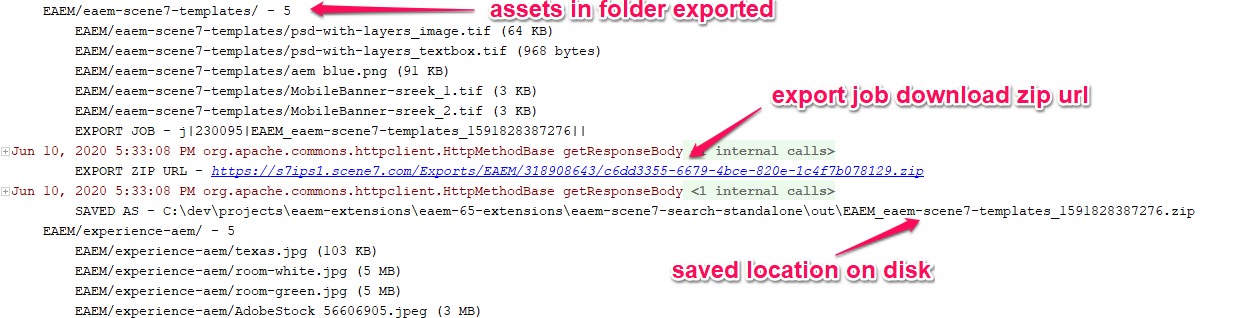 EAEM/eaem-scene7-templates/ - 5
assets in folder exported
EAEM/eaem-scene7-templates/psd-with-layers_image.tif (64 KB)
EAEM/eaem-scene7-templates/psd-with-layers_textbox.tif (968 bytes)
EAEM/eaem-scene7-templates/aem blue.png (91 KB)
EAEM/eaem-scene7-templates/MobileBanner-sreek_1.tif (3 KB)
export job download zip url
EAEM/eaem-scene7-templates/MobileBanner-sreek_2.tif (3 KB)
EXPORT JOB - j|230095|EAEM_eaem-scene7-templates_1591828387276||
Jun 10, 2020 5:33:08 PM org.apache.commons.httpclient.HttpMethodBase getResponseBody internal calls>
EXPORT ZIP URL - https://s7ips1.scene7.com/Exports/EAEM/318908643/c6dd3355-6679-4bce-820e-1c4f7b078129.zip
Jun 10, 2020 5:33:08 PM org.apache.commons.httpclient.HttpMethodBase getResponseBody <1 internal calls>
SAVED AS - C:\dev\projects\eaem-extensions\eaem-65-extensions\eaem-scene7-search-standalone\out\EAEM_eaem-scene7-templates_1591828387276.zip
EAEM/experience-aem/ - 5
EAEM/experience-aem/texas.jpg (103 KB)
saved location on disk
EAEM/experience-aem/room-white.jpg (5 MB)
EAEM/experience-aem/room-green.jpg (5 MB)
EAEM/experience-aem/AdobeStock 56606905.jpeg (3 MB)